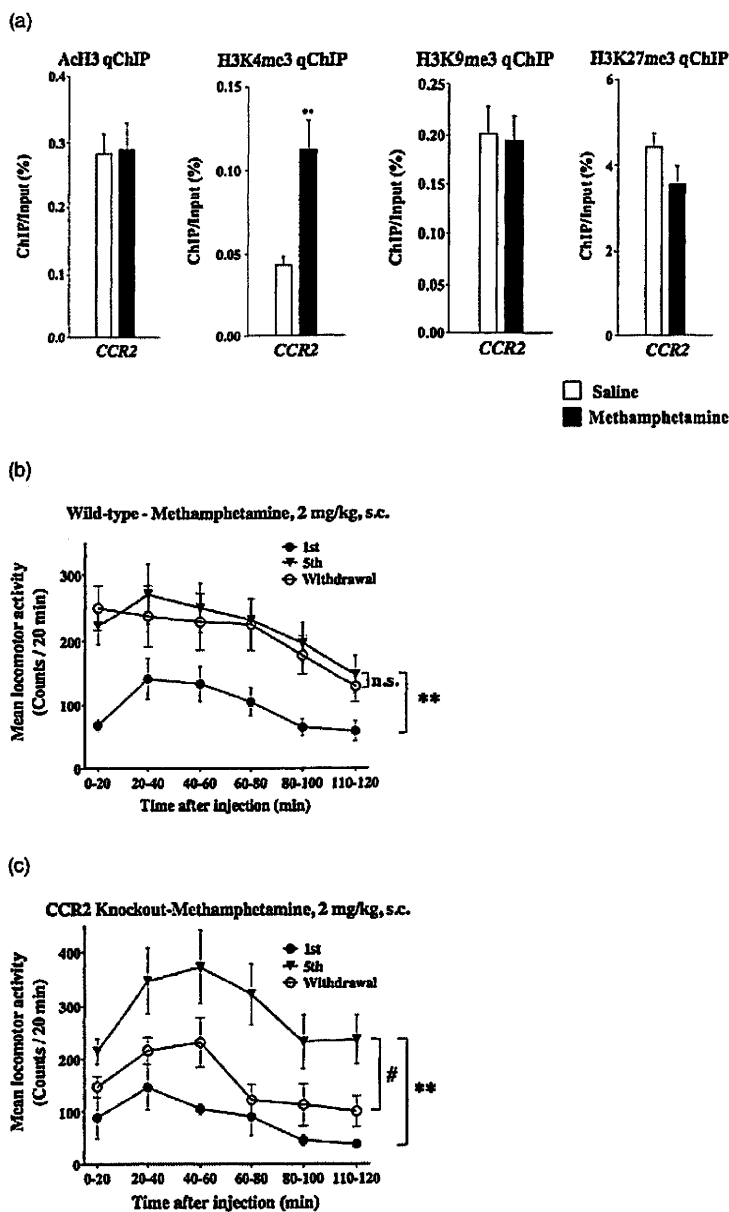 (a)
AcH3 qChIP
H3K4me3 qChIP
H3K9me3 qChIP
H3K27me3 qChIP
ChIP/Input (%)
0.4
0.3
0.2
0.1
0.0
CCR2
ChIP/Input (%)
0.15
0.10
0.05
0.00
**
CCR2
ChIP/Input (%)
0.25
0.20
0.15
0.10
0.05
0.00
CCR2
ChIP/Input (%)
6
4
2
0
CCR2
Saline
Methamphetamine
(b)
Wild-type - Methamphetamine, 2 mg/kg, s.c.
1st
5th
Withdrawal
Mean locomotor activity
(Counts / 20 min)
300
200
100
0
n.s.
**
0-20 20-40 40-60 60-80 80-100 110-120
Time after injection (min)
(c)
CCR2 Knockout-Methamphetamine, 2 mg/kg, s.c.
1st
5th
Withdrawal
Mean locomotor activity
(Counts / 20 min)
400
300
200
100
0
#
**
0-20 20-40 40-60 60-80 80-100 110-120
Time after injection (min)